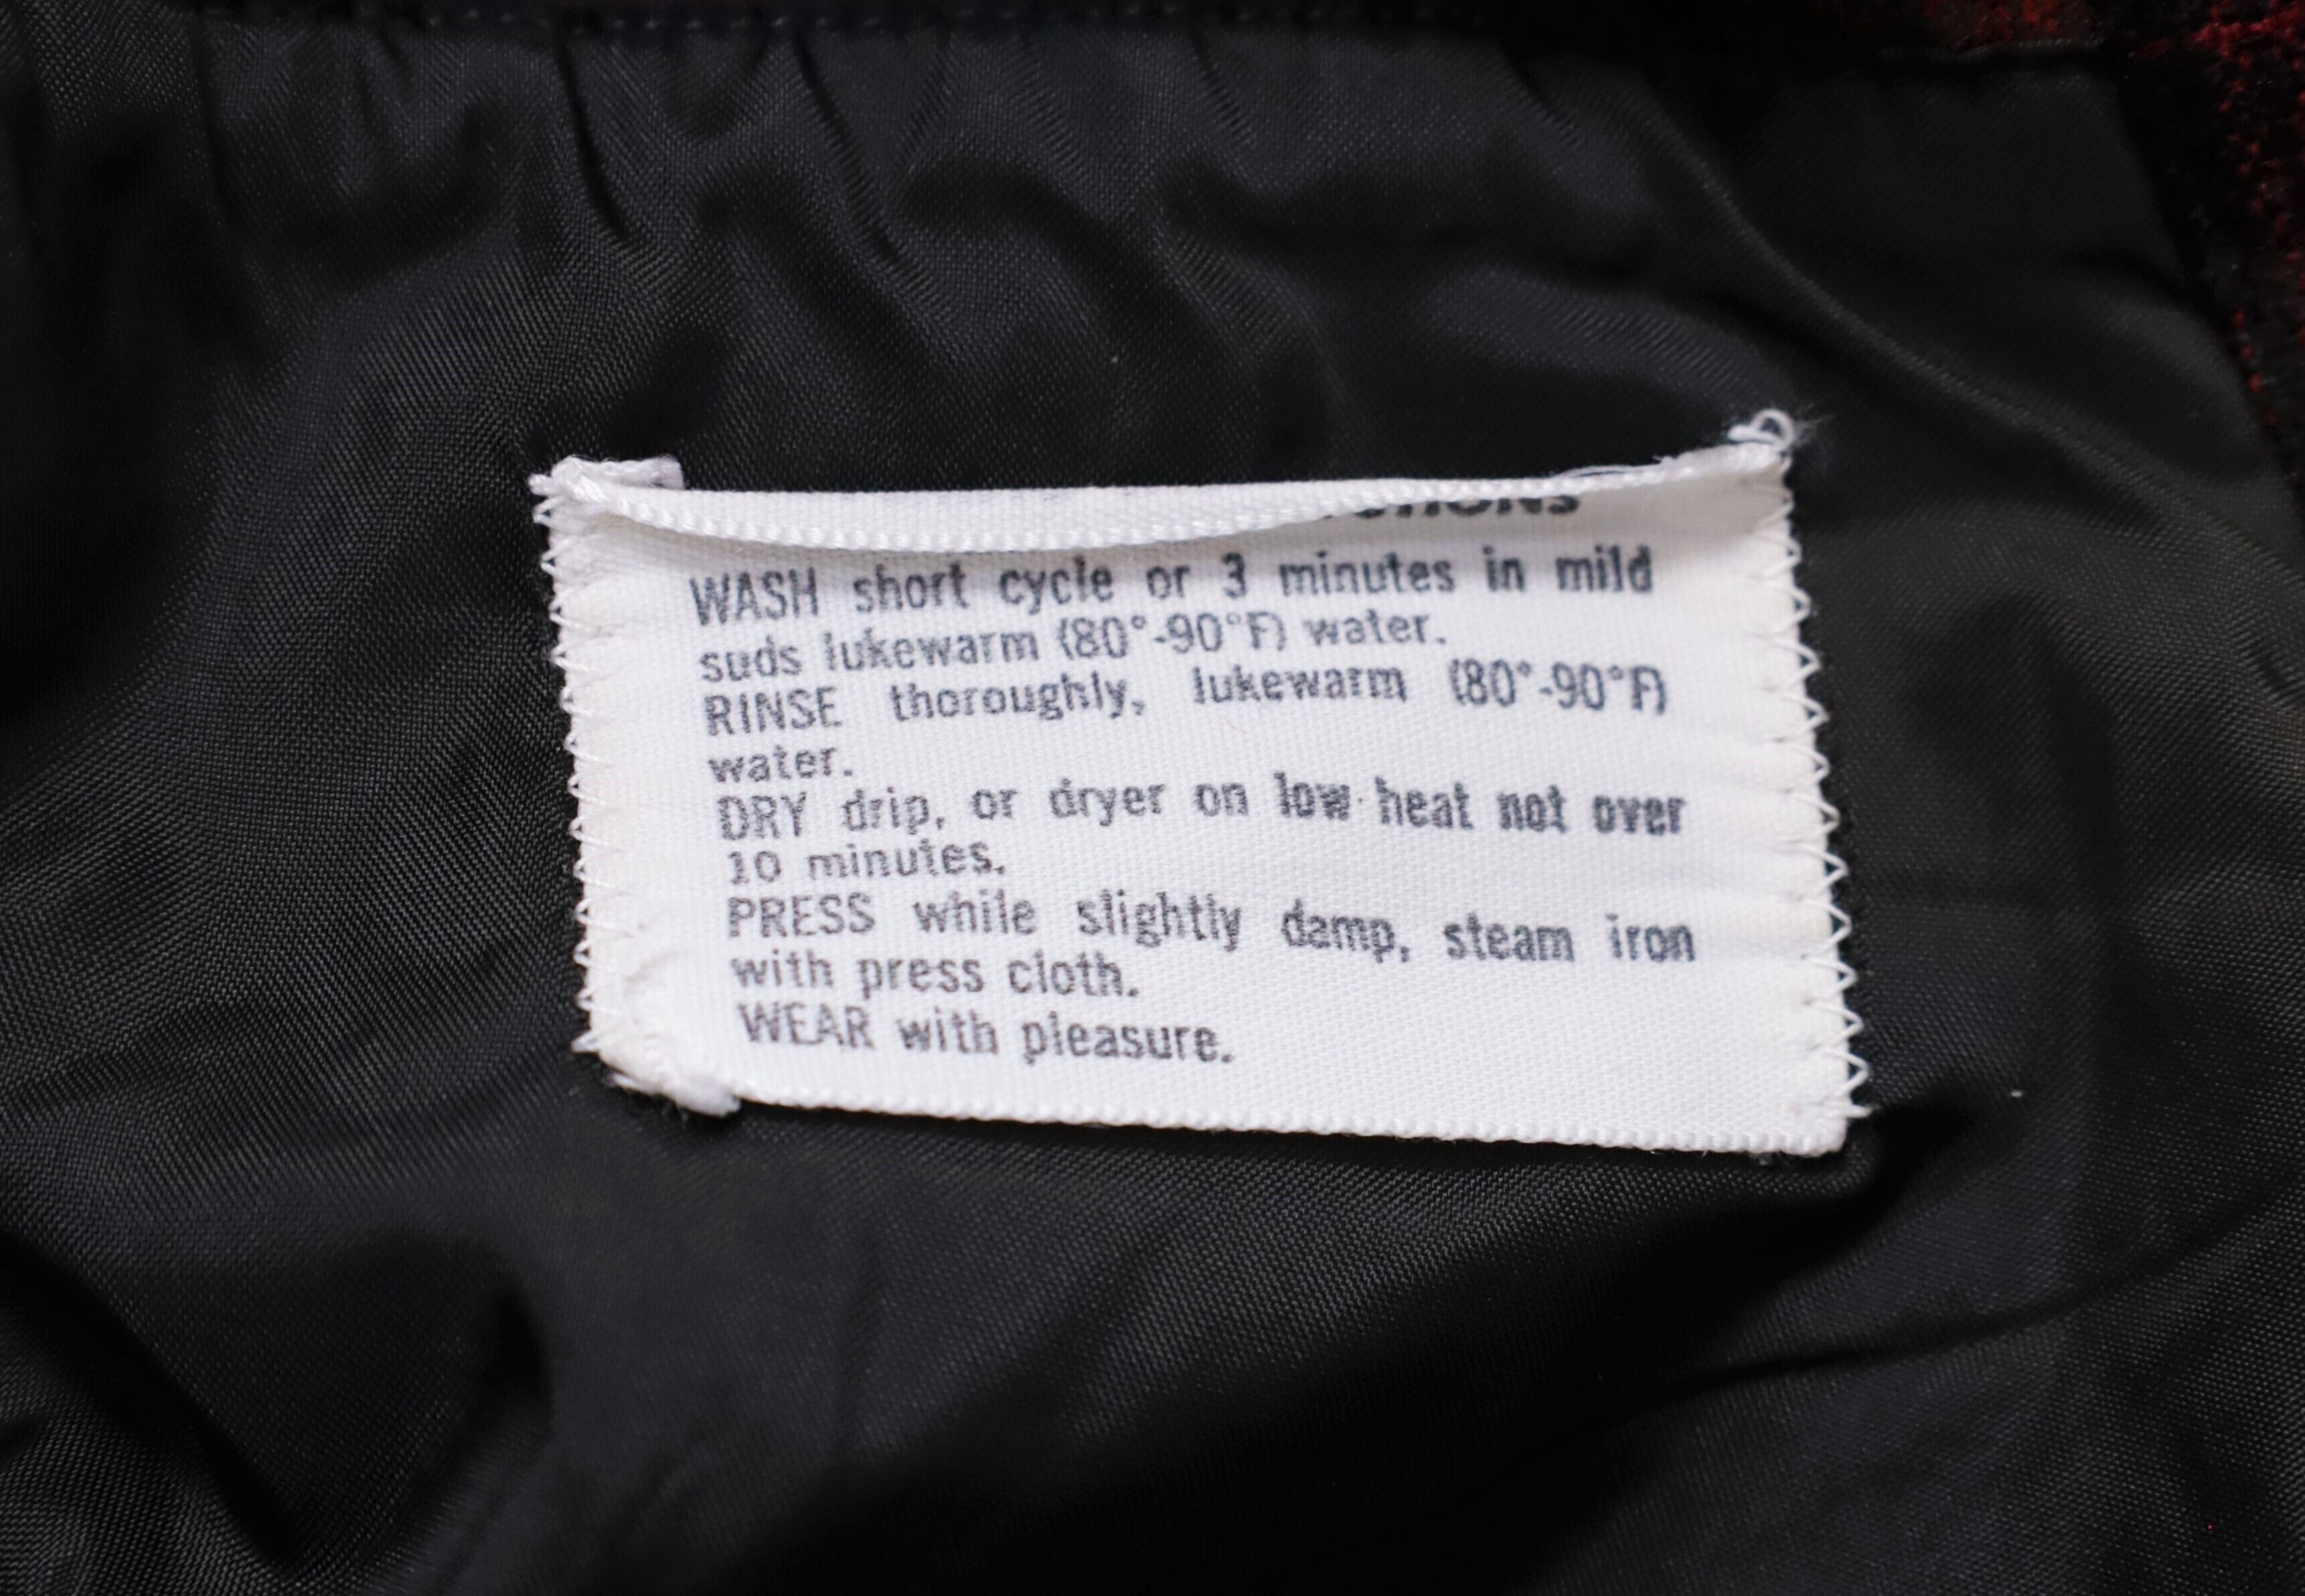 WASH short cycle or 3 minutes in mild
suds lukewarm (80°-90°F) water.
RINSE thoroughly, lukewarm (80°-90°F)
water.
DRY drip, or dryer on low heat not over
10 minutes.
PRESS while slightly damp, steam iron
with press cloth.
WEAR with pleasure.